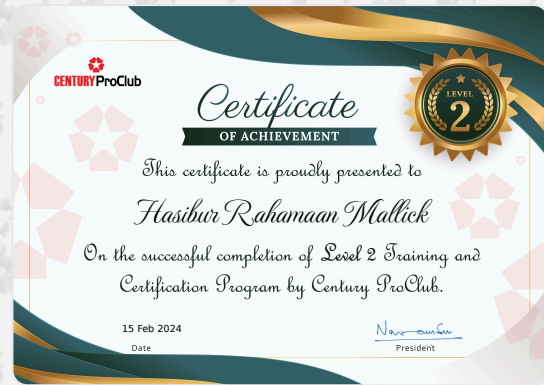 CENTURY ProClub
Certificate
OF ACHIEVEMENT
LEVEL
2
This certificate is proudly presented to
Hasibur Rahamaan Mallick
On the successful completion of Level 2 Training and
Certification Program by Century ProClub.
15 Feb 2024
Date
President